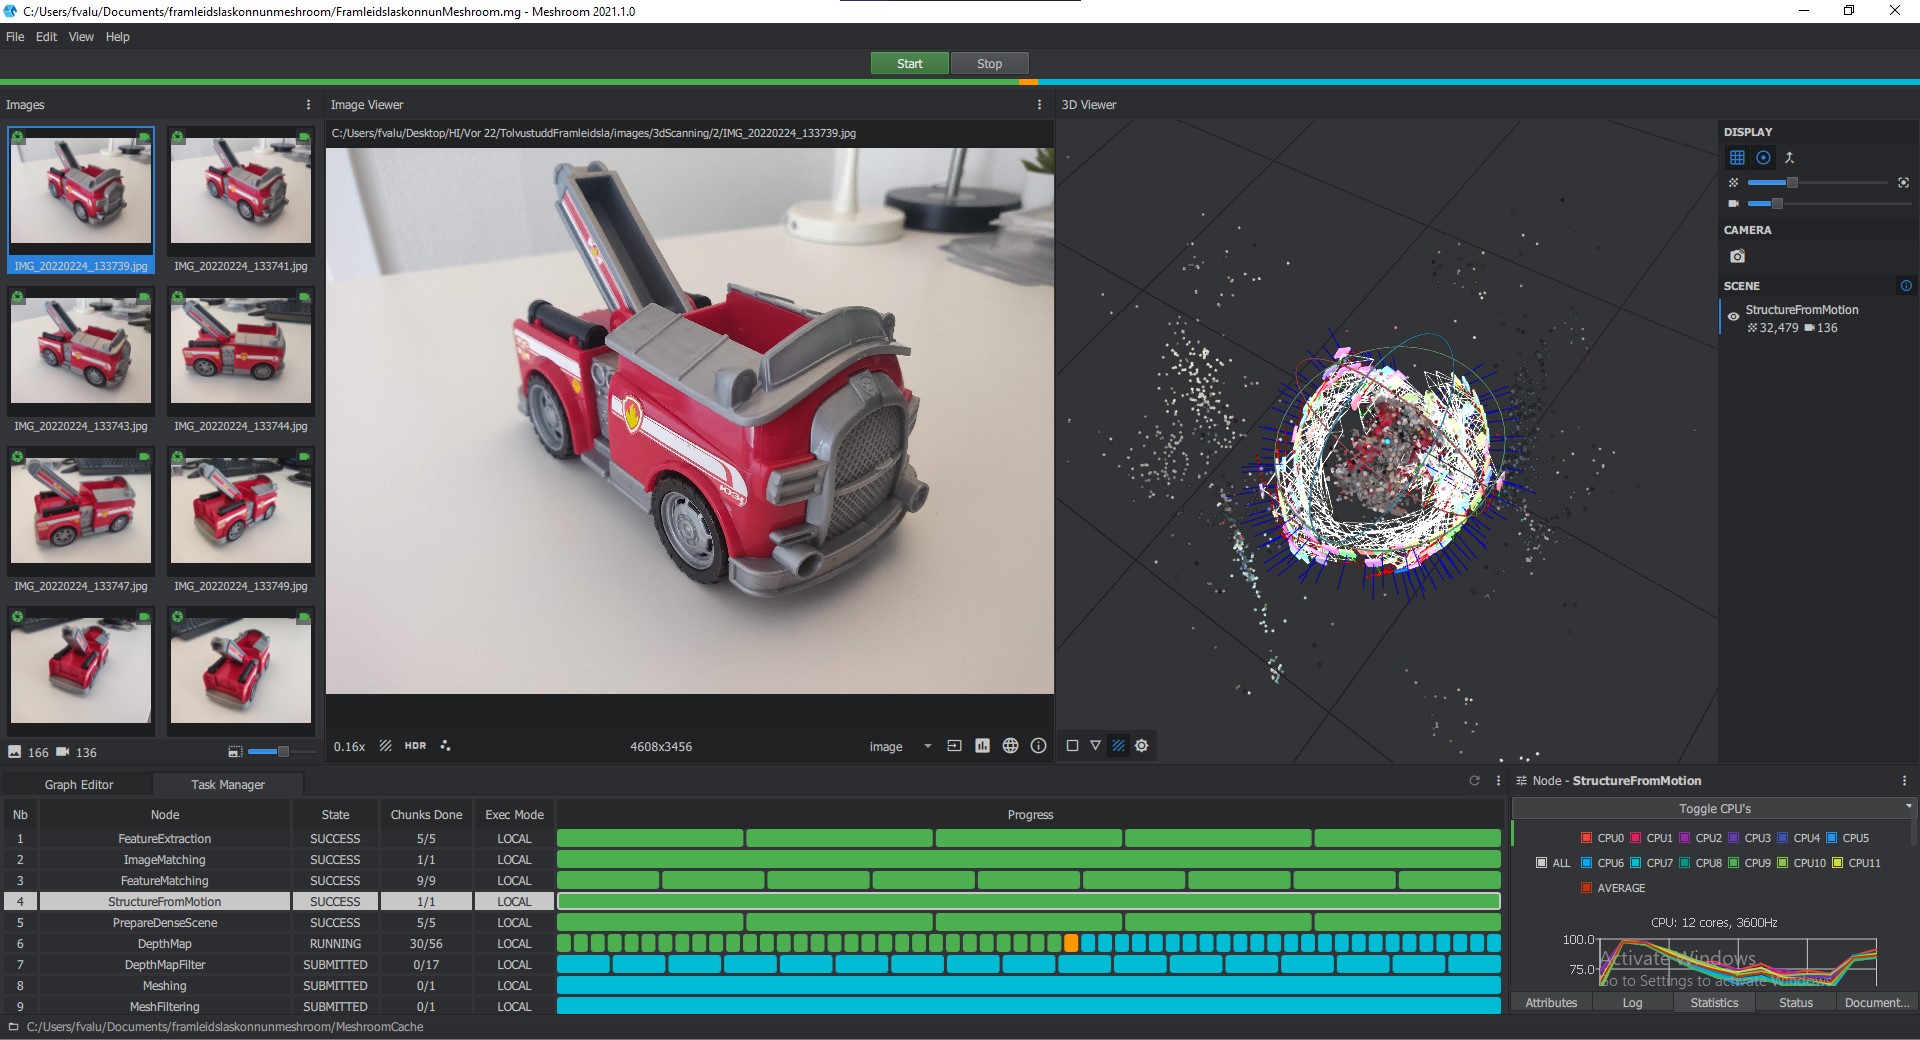 C:/Users/fvalu/Documents/framleidslaskonnunmeshroom/FramleidslaskonnunMeshroom.mg - Meshroom 2021.1.0
File Edit View Help
Start Stop
Images
IMG_20220224_133739.jpg IMG_20220224_133741.jpg
IMG_20220224_133743.jpg IMG_20220224_133744.jpg
IMG_20220224_133747.jpg IMG_20220224_133749.jpg
166 136
Image Viewer
C:/Users/fvalu/Desktop/HI/Vor 22/TolvustuddFramleidsla/images/3dScanning/2/IMG_20220224_133739.jpg
0.16x HDR 4608x3456 image
3D Viewer
DISPLAY
CAMERA
SCENE
StructureFromMotion
32,479 136
Graph Editor Task Manager
Nb Node State Chunks Done Exec Mode Progress
1 FeatureExtraction SUCCESS 5/5 LOCAL
2 ImageMatching SUCCESS 1/1 LOCAL
3 FeatureMatching SUCCESS 9/9 LOCAL
4 StructureFromMotion SUCCESS 1/1 LOCAL
5 PrepareDenseScene SUCCESS 5/5 LOCAL
6 DepthMap RUNNING 30/56 LOCAL
7 DepthMapFilter SUBMITTED 0/17 LOCAL
8 Meshing SUBMITTED 0/1 LOCAL
9 MeshFiltering SUBMITTED 0/1 LOCAL
Node - StructureFromMotion
Toggle CPU's
CPU0 CPU1 CPU2 CPU3 CPU4 CPU5
ALL CPU6 CPU7 CPU8 CPU9 CPU10 CPU11
AVERAGE
CPU: 12 cores, 3600Hz
100.0
75.0
Activate Windows
Go to Settings to activate Windows.
Attributes Log Statistics Status Document...
C:/Users/fvalu/Documents/framleidslaskonnunmeshroom/MeshroomCache